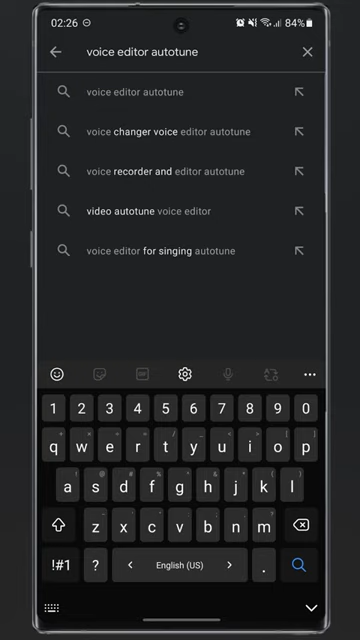 02:26 84%
voice editor autotune
voice editor autotune
voice changer voice editor autotune
voice recorder and editor autotune
video autotune voice editor
voice editor for singing autotune
GIF
1 2 3 4 5 6 7 8 9 0
q w e r t y u i o p
a s d f g h j k l
z x c v b n m
!#1 ? < English (US) > .